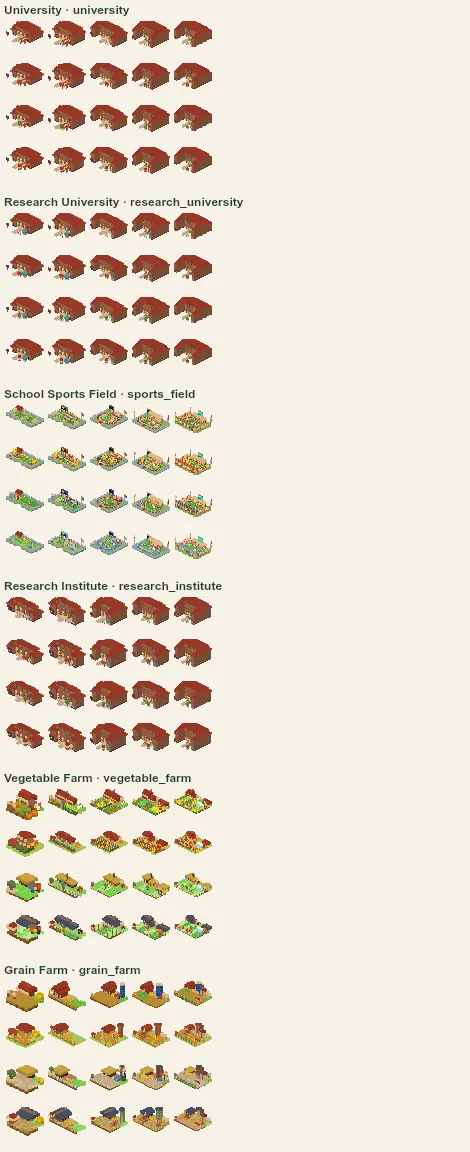 University · university
Research University · research_university
School Sports Field · sports_field
Research Institute · research_institute
Vegetable Farm · vegetable_farm
Grain Farm · grain_farm